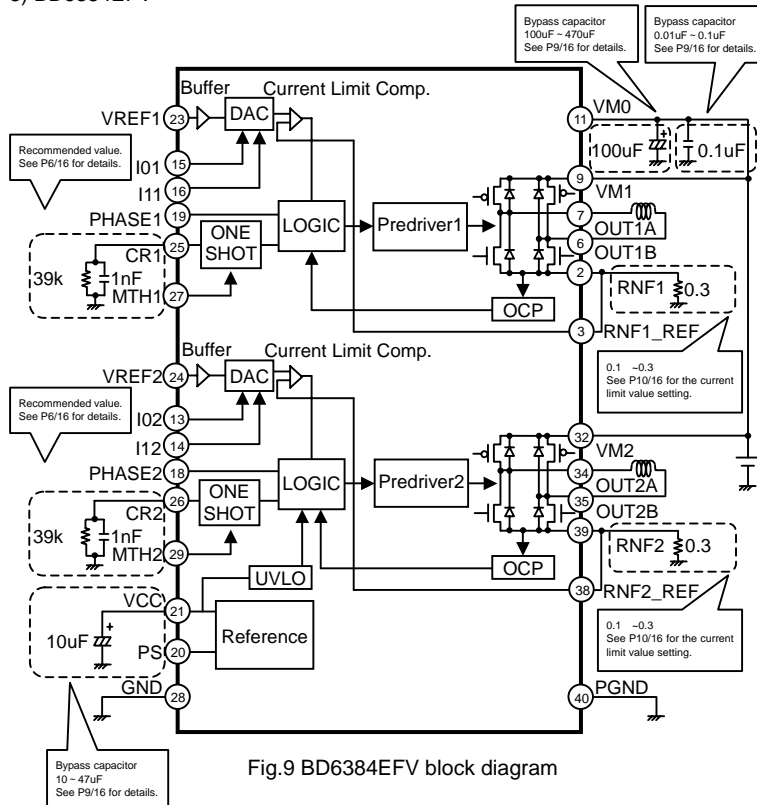 Bypass capacitor
100uF ~ 470uF
See P9/16 for details.
Bypass capacitor
0.01uF ~ 0.1uF
See P9/16 for details.
Buffer
Current Limit Comp.
VREF1
23
DAC
11
VM0
Recommended value.
See P6/16 for details.
I01
15
100uF
+
0.1uF
I11
16
9
VM1
PHASE1
19
LOGIC
Predriver1
7
OUT1A
CR1
25
ONE
SHOT
6
OUT1B
39k
1nF
2
RNF1
0.3
MTH1
27
OCP
3
RNF1_REF
Buffer
Current Limit Comp.
VREF2
24
DAC
0.1 ~0.3
See P10/16 for the current
limit value setting.
Recommended value.
See P6/16 for details.
I02
13
I12
14
32
VM2
PHASE2
18
LOGIC
Predriver2
34
OUT2A
CR2
26
ONE
SHOT
35
OUT2B
39k
1nF
39
RNF2
0.3
MTH2
29
OCP
UVLO
38
RNF2_REF
VCC
21
+
10uF
Reference
0.1 ~0.3
See P10/16 for the current
limit value setting.
PS
20
GND
28
40
PGND
Bypass capacitor
10 ~ 47uF
See P9/16 for details.
Fig.9 BD6384EFV block diagram